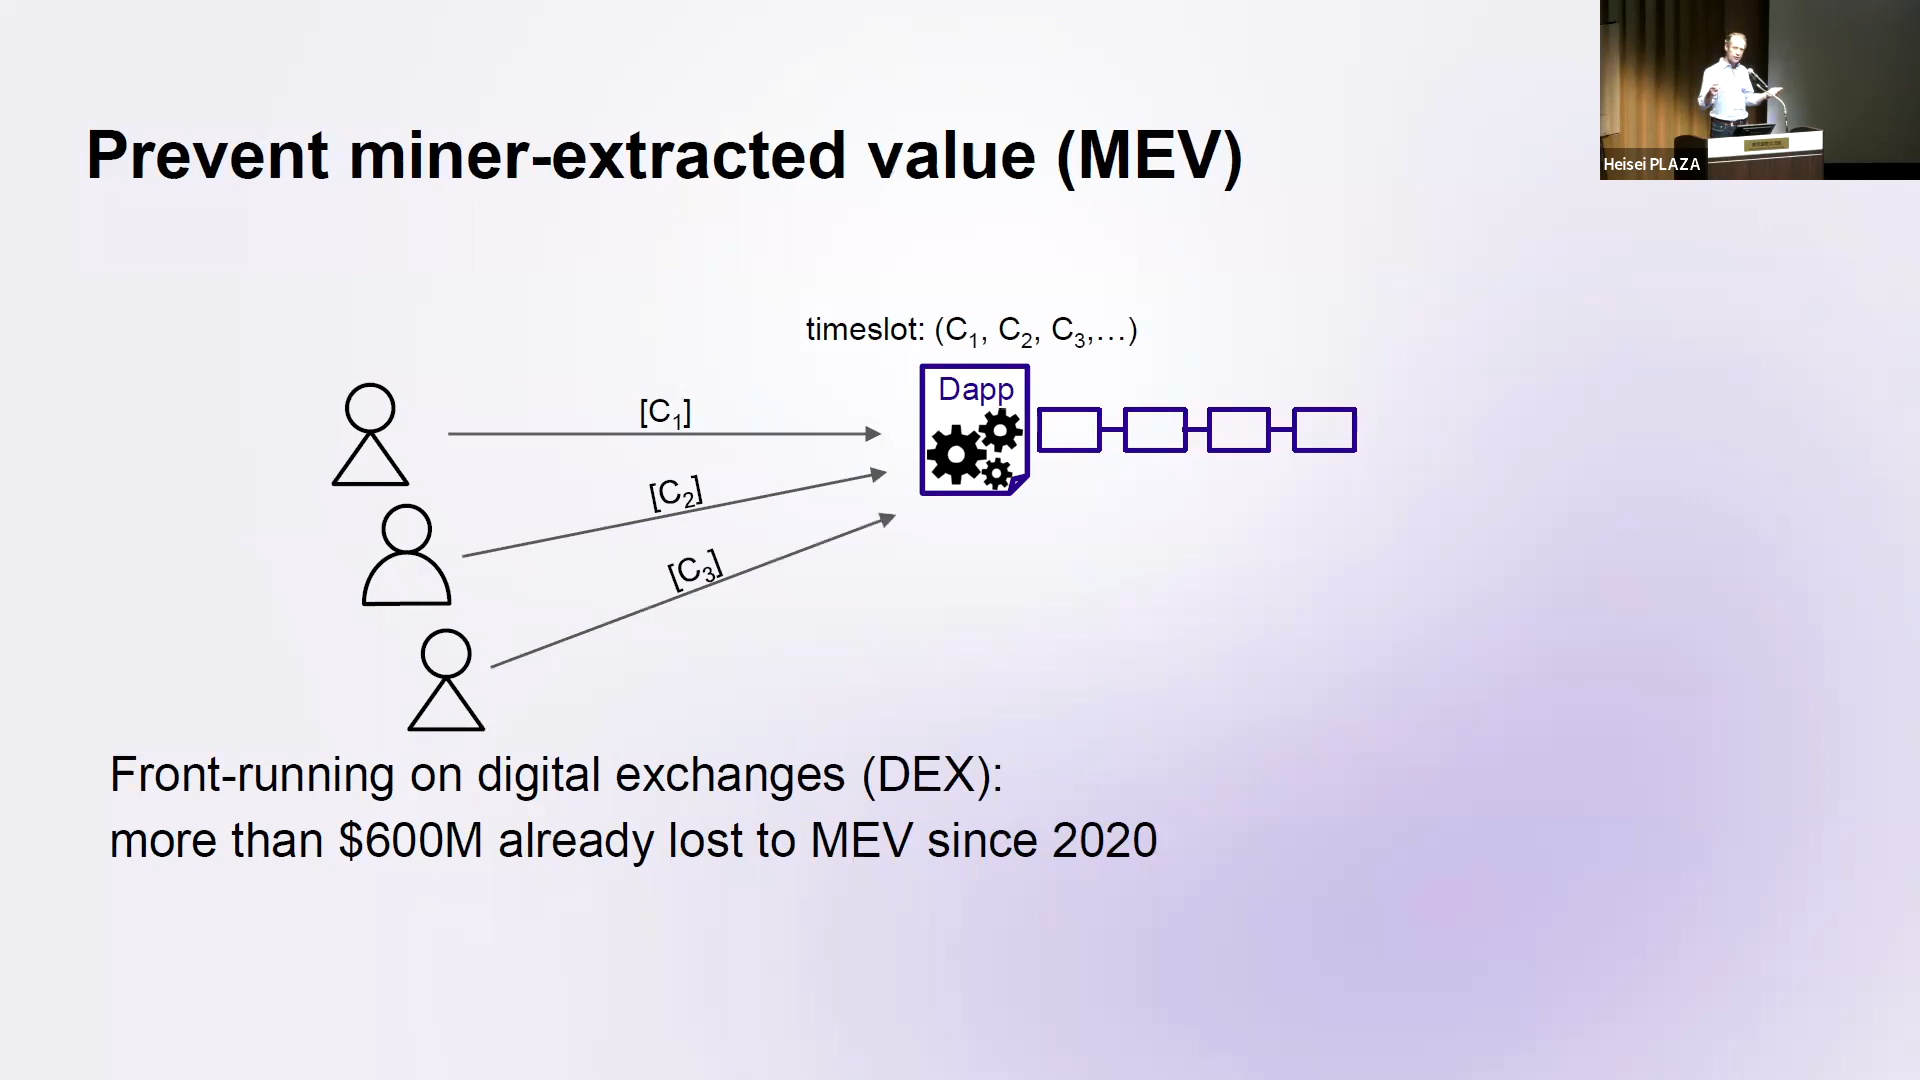 Prevent miner-extracted value (MEV)
Heisei PLAZA
timeslot: (C₁, C₂, C₃,…)
Dapp
[C₁]
[C₂]
[C₃]
Front-running on digital exchanges (DEX):
more than $600M already lost to MEV since 2020